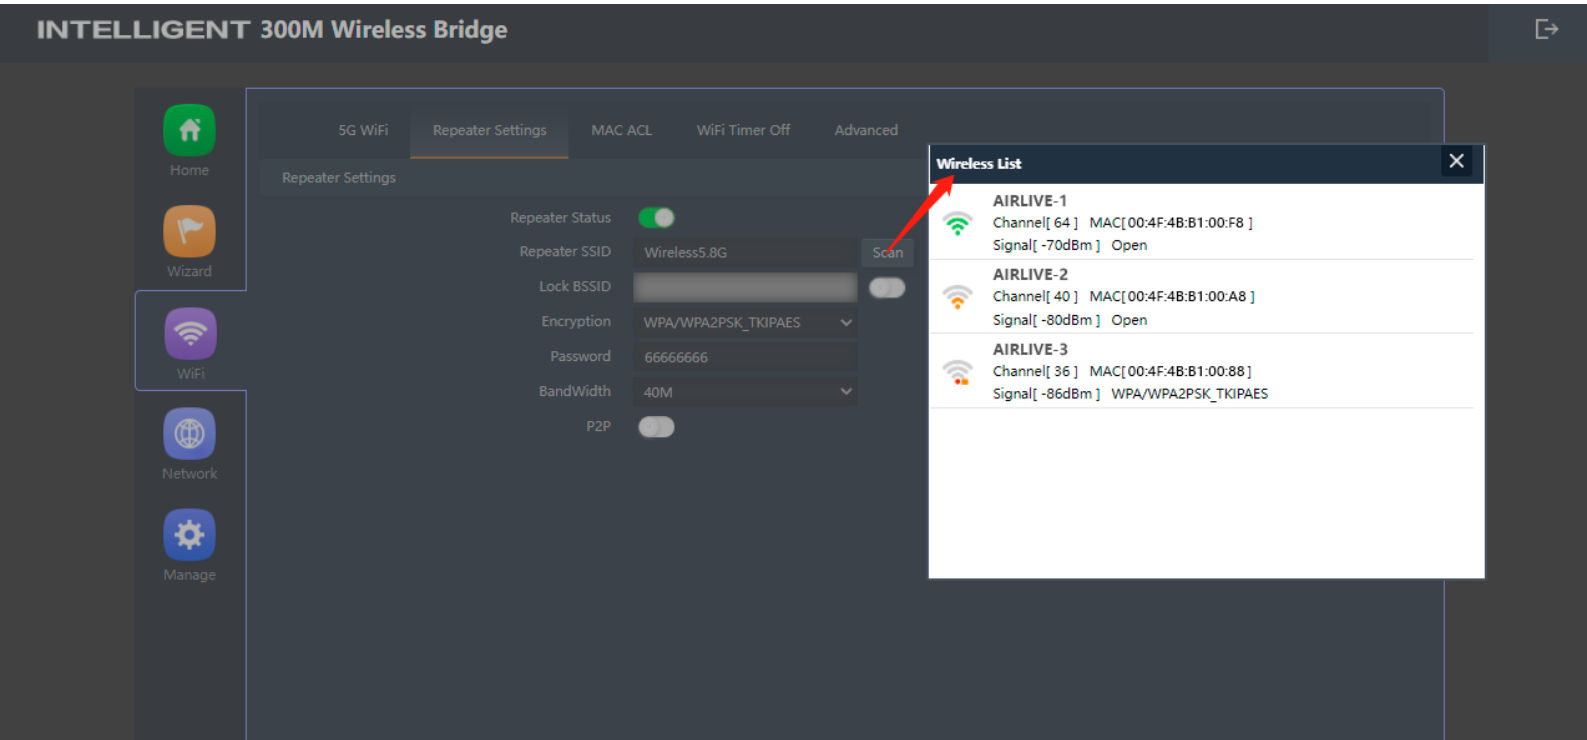 INTELLIGENT 300M Wireless Bridge
Home
Wizard
WiFi
Network
Manage
5G WiFi
Repeater Settings
MAC ACL
WiFi Timer Off
Advanced
Repeater Settings
Repeater Status
Repeater SSID
Wireless5.8G
Scan
Lock BSSID
Encryption
WPA/WPA2PSK_TKIPAES
Password
66666666
BandWidth
40M
P2P
Wireless List
AIRLIVE-1
Channel[ 64 ] MAC[ 00:4F:4B:B1:00:F8 ]
Signal[ -70dBm ] Open
AIRLIVE-2
Channel[ 40 ] MAC[ 00:4F:4B:B1:00:A8 ]
Signal[ -80dBm ] Open
AIRLIVE-3
Channel[ 36 ] MAC[ 00:4F:4B:B1:00:88 ]
Signal[ -86dBm ] WPA/WPA2PSK_TKIPAES